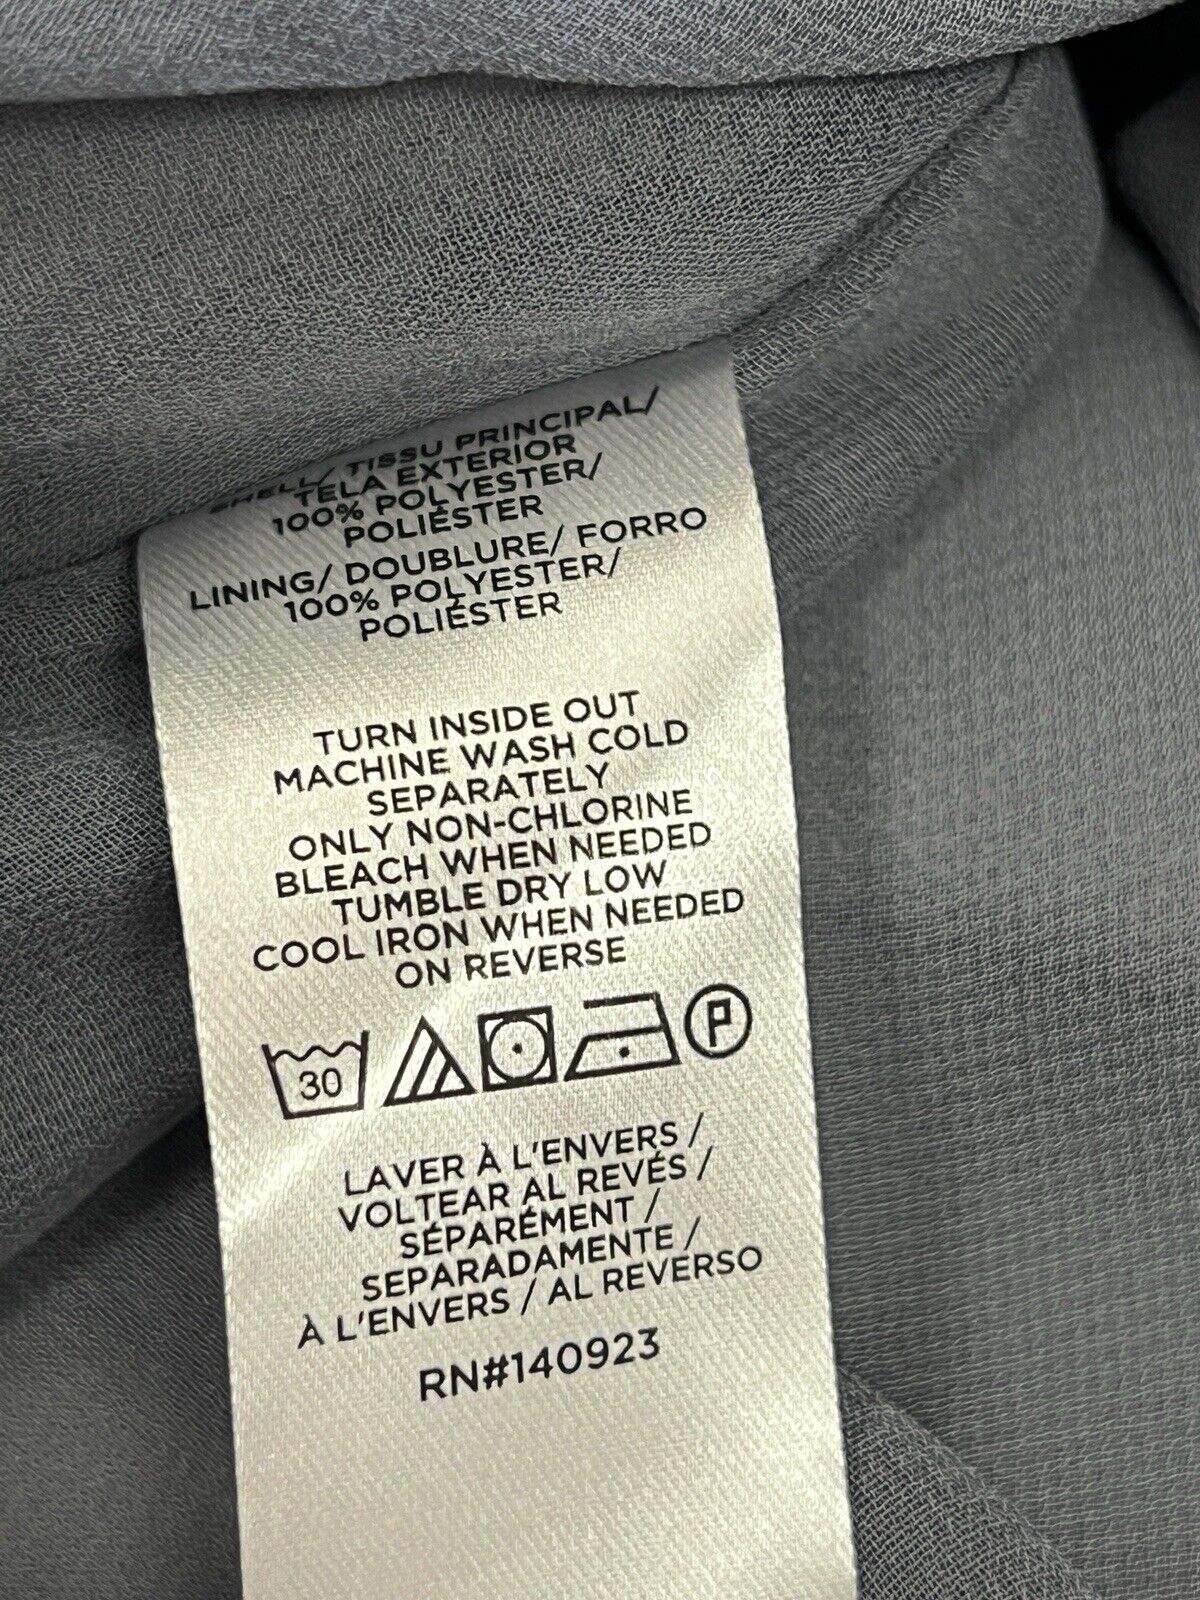 SHELL/ TISSU PRINCIPAL/
TELA EXTERIOR
100% POLYESTER/
POLIÉSTER
LINING/ DOUBLURE/ FORRO
100% POLYESTER/
POLIÉSTER
TURN INSIDE OUT
MACHINE WASH COLD
SEPARATELY
ONLY NON-CHLORINE
BLEACH WHEN NEEDED
TUMBLE DRY LOW
COOL IRON WHEN NEEDED
ON REVERSE
30 P
LAVER À L'ENVERS /
VOLTEAR AL REVÉS /
SÉPARÉMENT /
SEPARADAMENTE /
À L'ENVERS / AL REVERSO
RN#140923